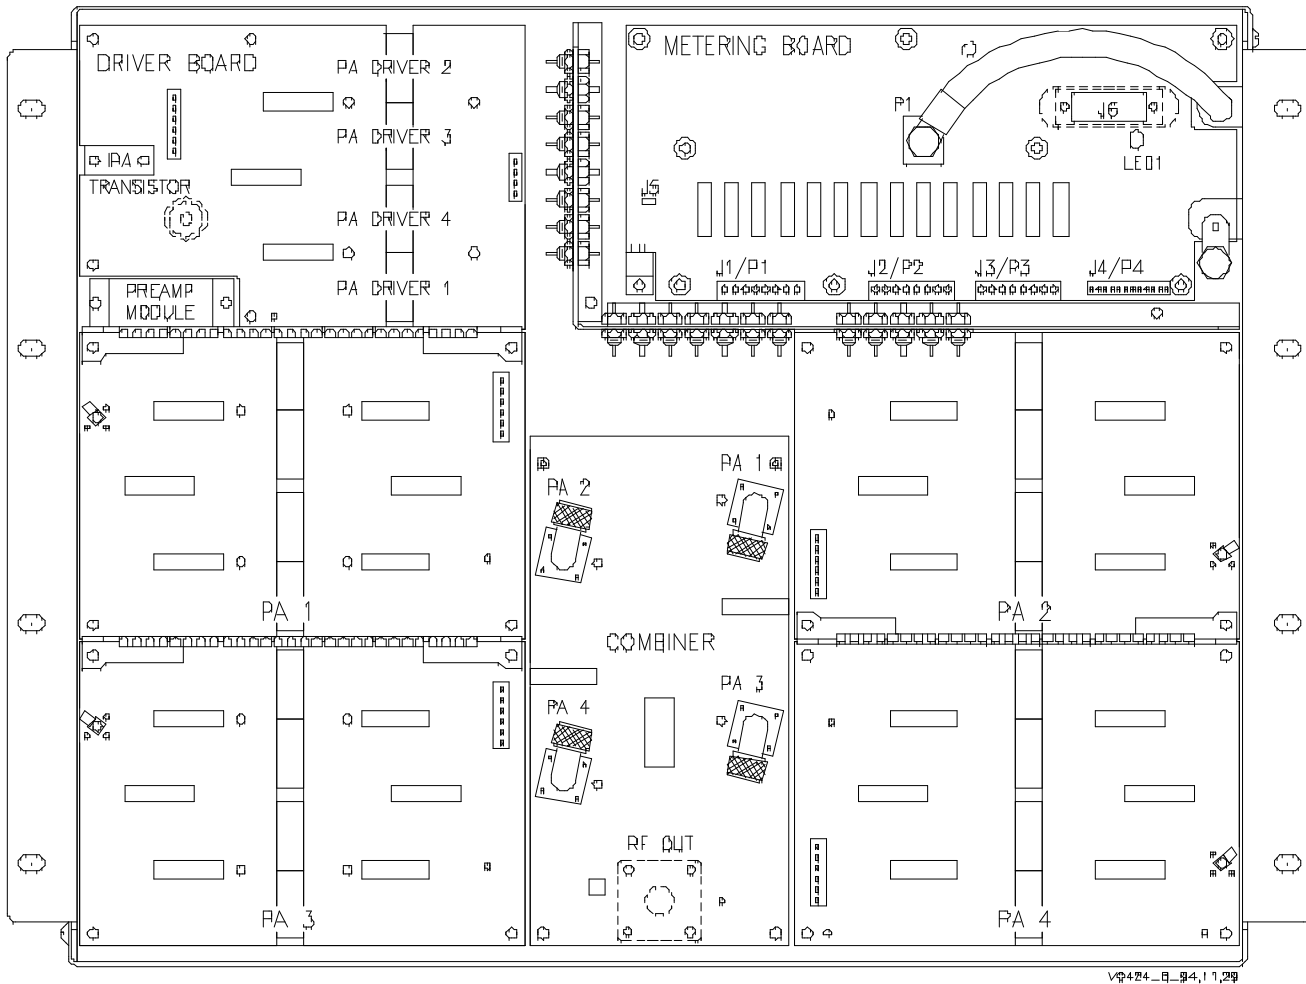 DRIVER BOARD
PA DRIVER 2
PA DRIVER 3
IPA
TRANSISTOR
PA DRIVER 4
PA DRIVER 1
PREAMP
MODULE
METERING BOARD
P1
J6
LED1
J5
J1/P1
J2/P2
J3/P3
J4/P4
PA 1
PA 2
PA 1
PA 2
COMBINER
PA 3
PA 4
RF OUT
PA 3
PA 4